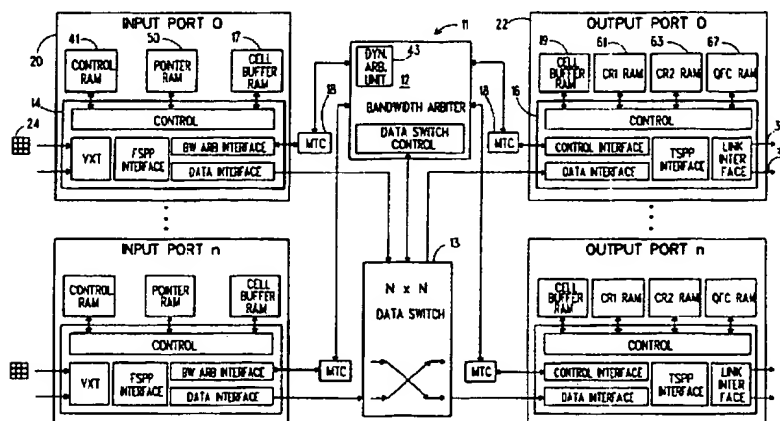 INPUT PORT 0
20
41
CONTROL RAM
50
POINTER RAM
17
CELL BUFFER RAM
14
CONTROL
24
VXT
FSPP INTERFACE
BW ARB INTERFACE
DATA INTERFACE
18
MTC
11
DYN. ARB. UNIT
43
12
BANDWIDTH ARBITER
DATA SWITCH CONTROL
18
MTC
OUTPUT PORT 0
22
19
CELL BUFFER RAM
61
CR1 RAM
63
CR2 RAM
67
QFC RAM
16
CONTROL
CONTROL INTERFACE
DATA INTERFACE
TSPP INTERFACE
LINK INTER FACE
INPUT PORT n
CONTROL RAM
POINTER RAM
CELL BUFFER RAM
CONTROL
VXT
FSPP INTERFACE
BW ARB INTERFACE
DATA INTERFACE
MTC
13
N x N
DATA SWITCH
MTC
OUTPUT PORT n
CELL BUFFER RAM
CR1 RAM
CR2 RAM
QFC RAM
CONTROL
CONTROL INTERFACE
DATA INTERFACE
TSPP INTERFACE
LINK INTER FACE